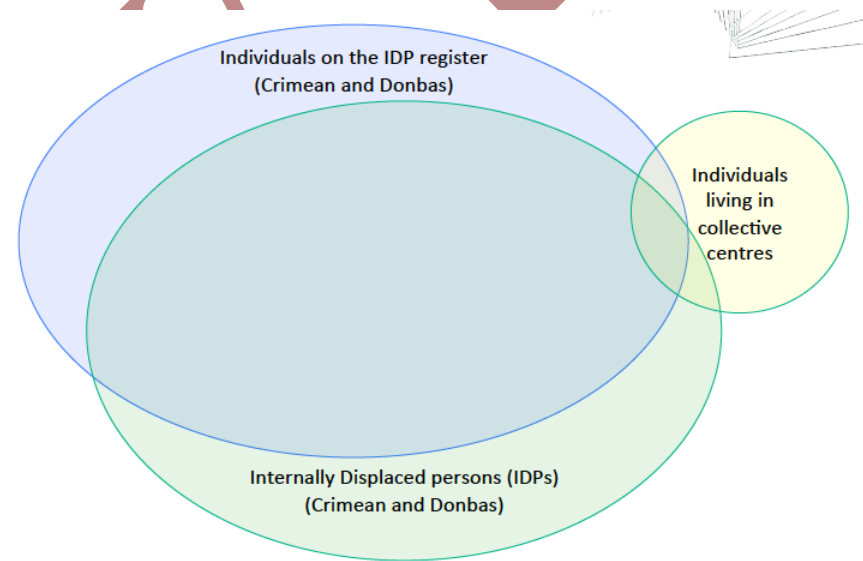 Individuals on the IDP register
(Crimean and Donbas)
Individuals
living in
collective
centres
Internally Displaced persons (IDPs)
(Crimean and Donbas)